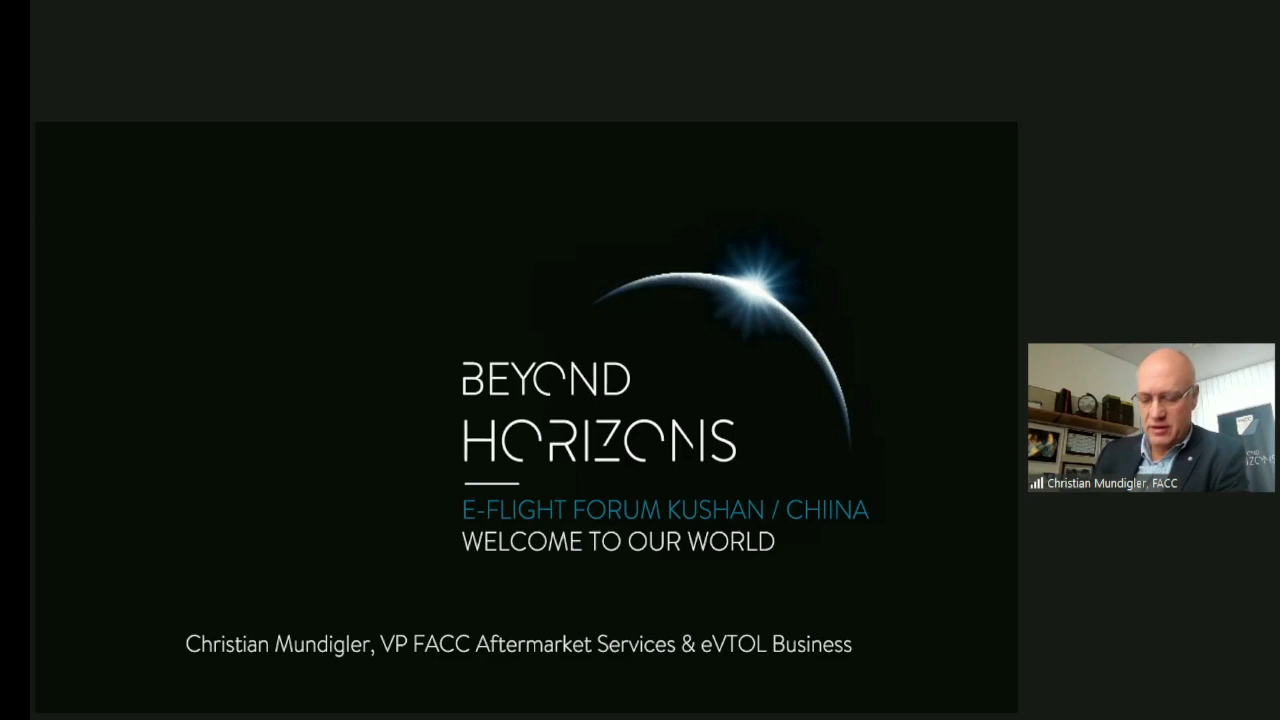 BEYOND
HORIZONS
E-FLIGHT FORUM KUSHAN / CHIINA
WELCOME TO OUR WORLD
Christian Mundigler, VP FACC Aftermarket Services & eVTOL Business
Christian Mundigler, FACC